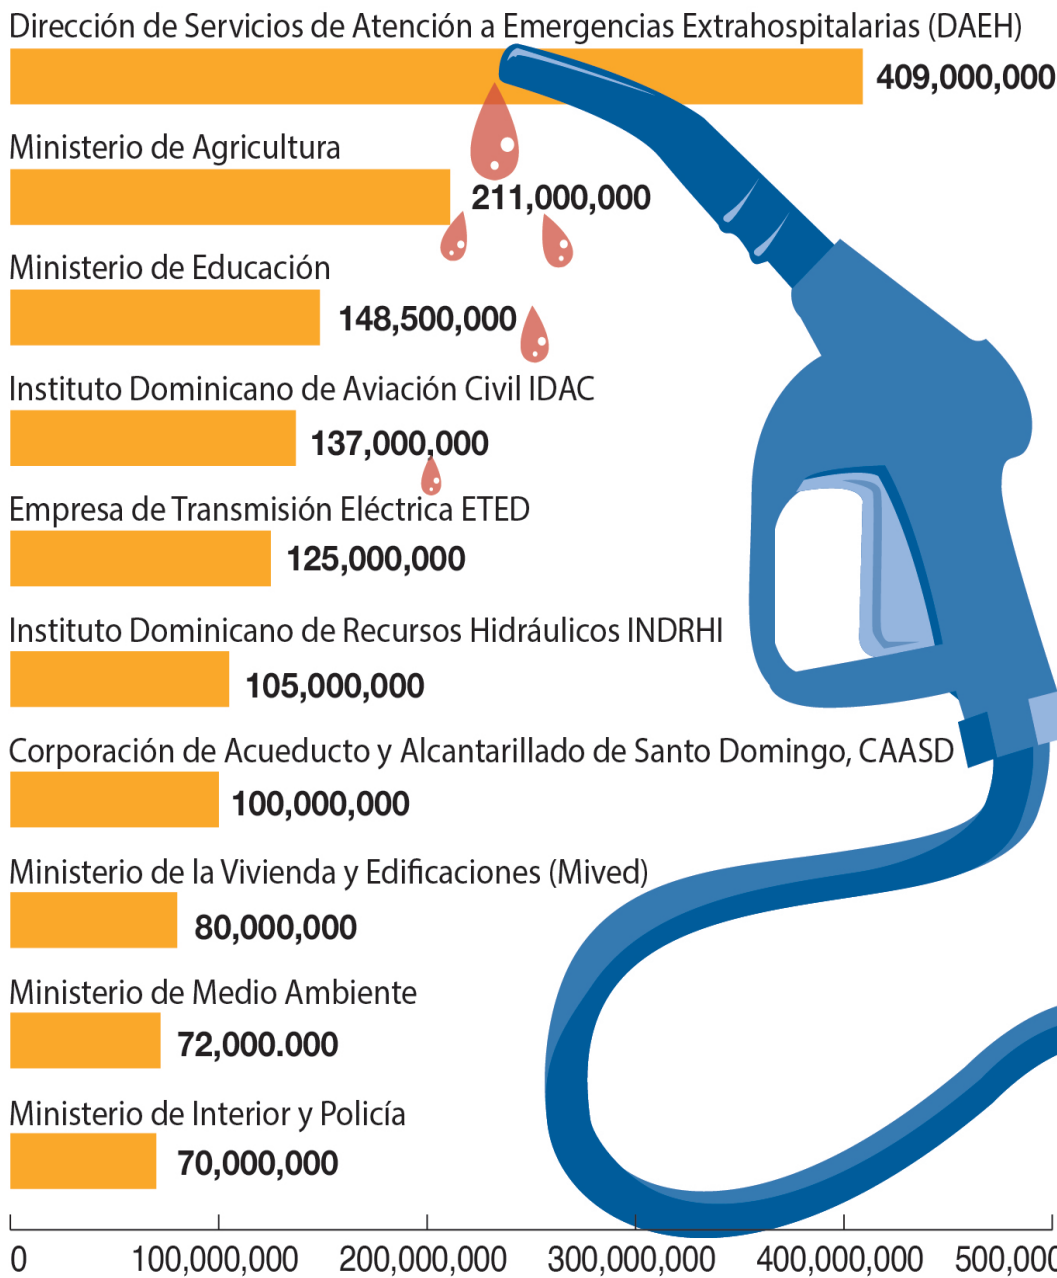 Dirección de Servicios de Atención a Emergencias Extrahospitalarias (DAEH)
409,000,000
Ministerio de Agricultura
211,000,000
Ministerio de Educación
148,500,000
Instituto Dominicano de Aviación Civil IDAC
137,000,000
Empresa de Transmisión Eléctrica ETED
125,000,000
Instituto Dominicano de Recursos Hidráulicos INDRHI
105,000,000
Corporación de Acueducto y Alcantarillado de Santo Domingo, CAASD
100,000,000
Ministerio de la Vivienda y Edificaciones (Mived)
80,000,000
Ministerio de Medio Ambiente
72,000.000
Ministerio de Interior y Policía
70,000,000
0 100,000,000 200,000,000 300,000,000 400,000,000